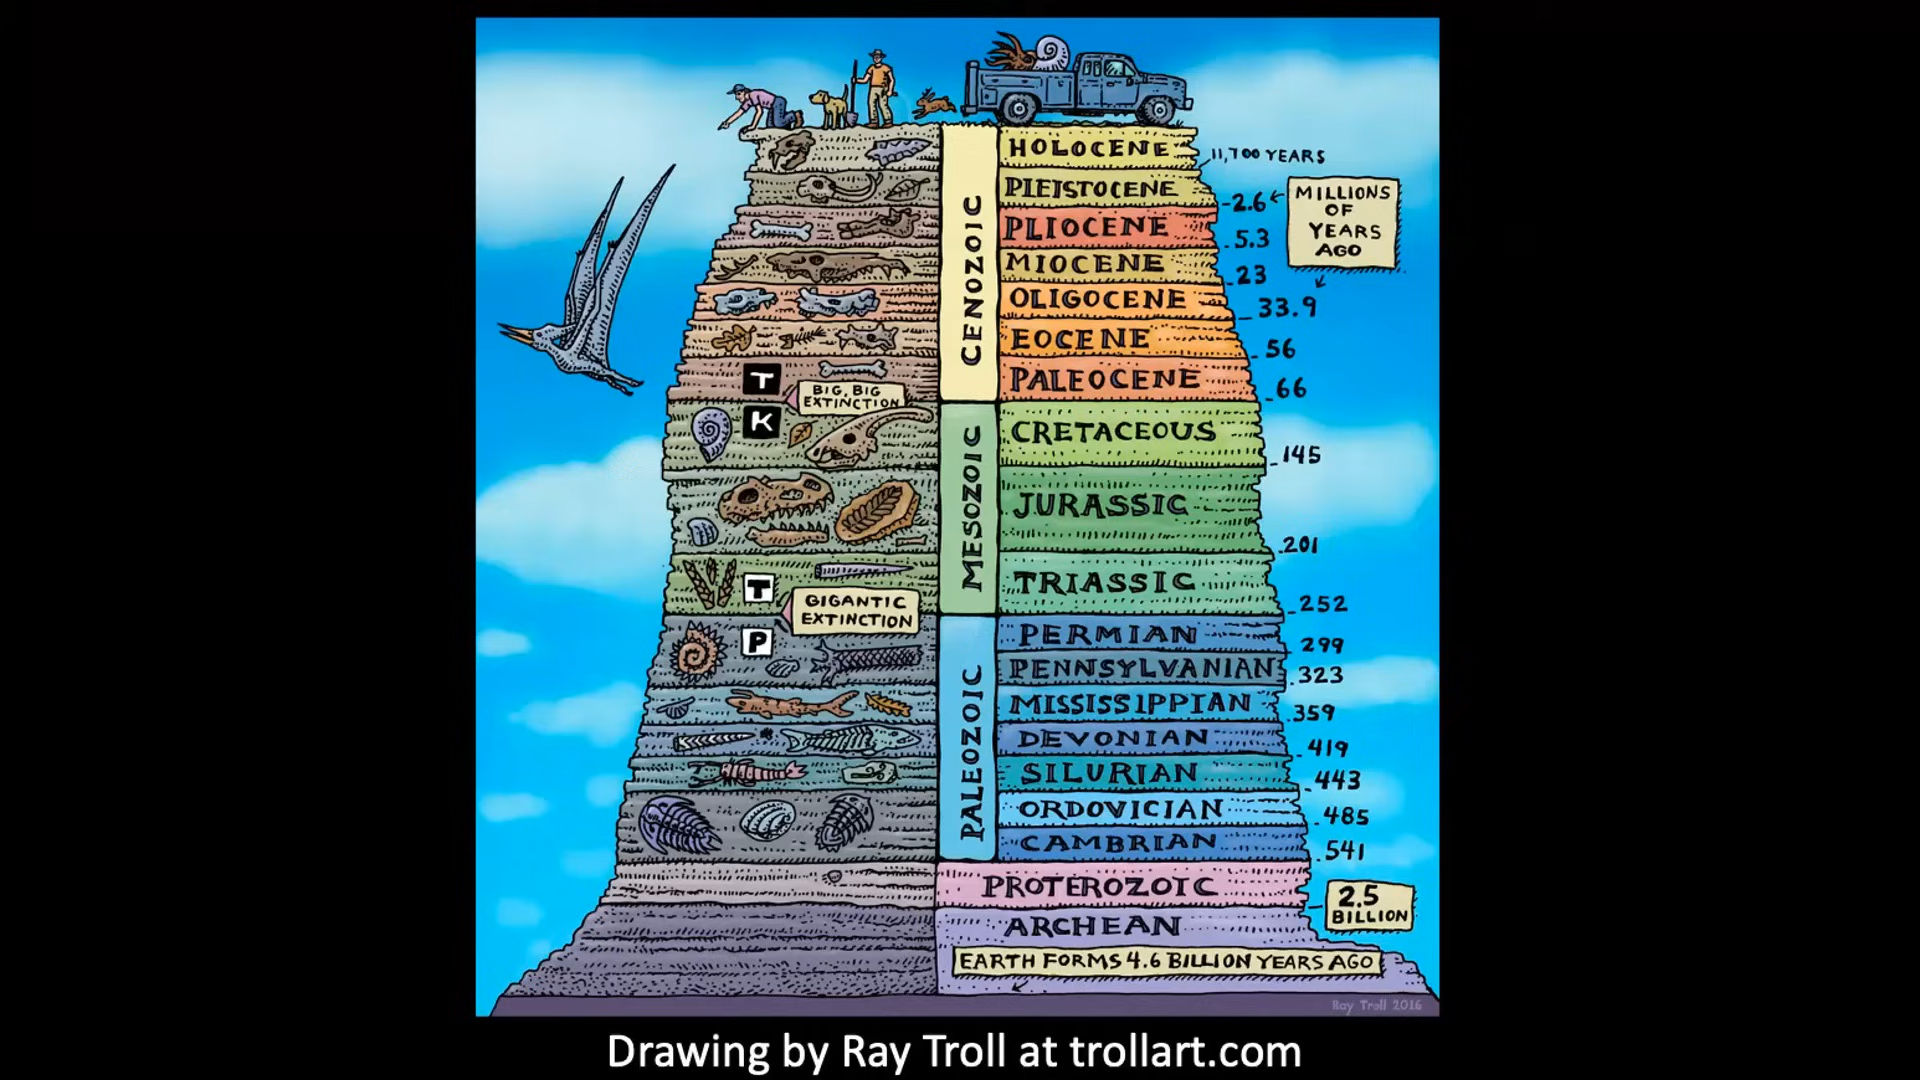 HOLOCENE
11,700 YEARS
PLEISTOCENE
2.6
MILLIONS
OF
YEARS
AGO
PLIOCENE
5.3
MIOCENE
23
OLIGOCENE
33.9
EOCENE
56
PALEOCENE
66
CENOZOIC
T
BIG, BIG
EXTINCTION
K
CRETACEOUS
145
JURASSIC
201
TRIASSIC
252
MESOZOIC
T
GIGANTIC
EXTINCTION
P
PERMIAN
299
PENNSYLVANIAN
323
MISSISSIPPIAN
359
DEVONIAN
419
SILURIAN
443
ORDOVICIAN
485
CAMBRIAN
541
PALEOZOIC
PROTEROZOIC
2.5
BILLION
ARCHEAN
EARTH FORMS 4.6 BILLION YEARS AGO
Ray Troll 2016
Drawing by Ray Troll at trollart.com